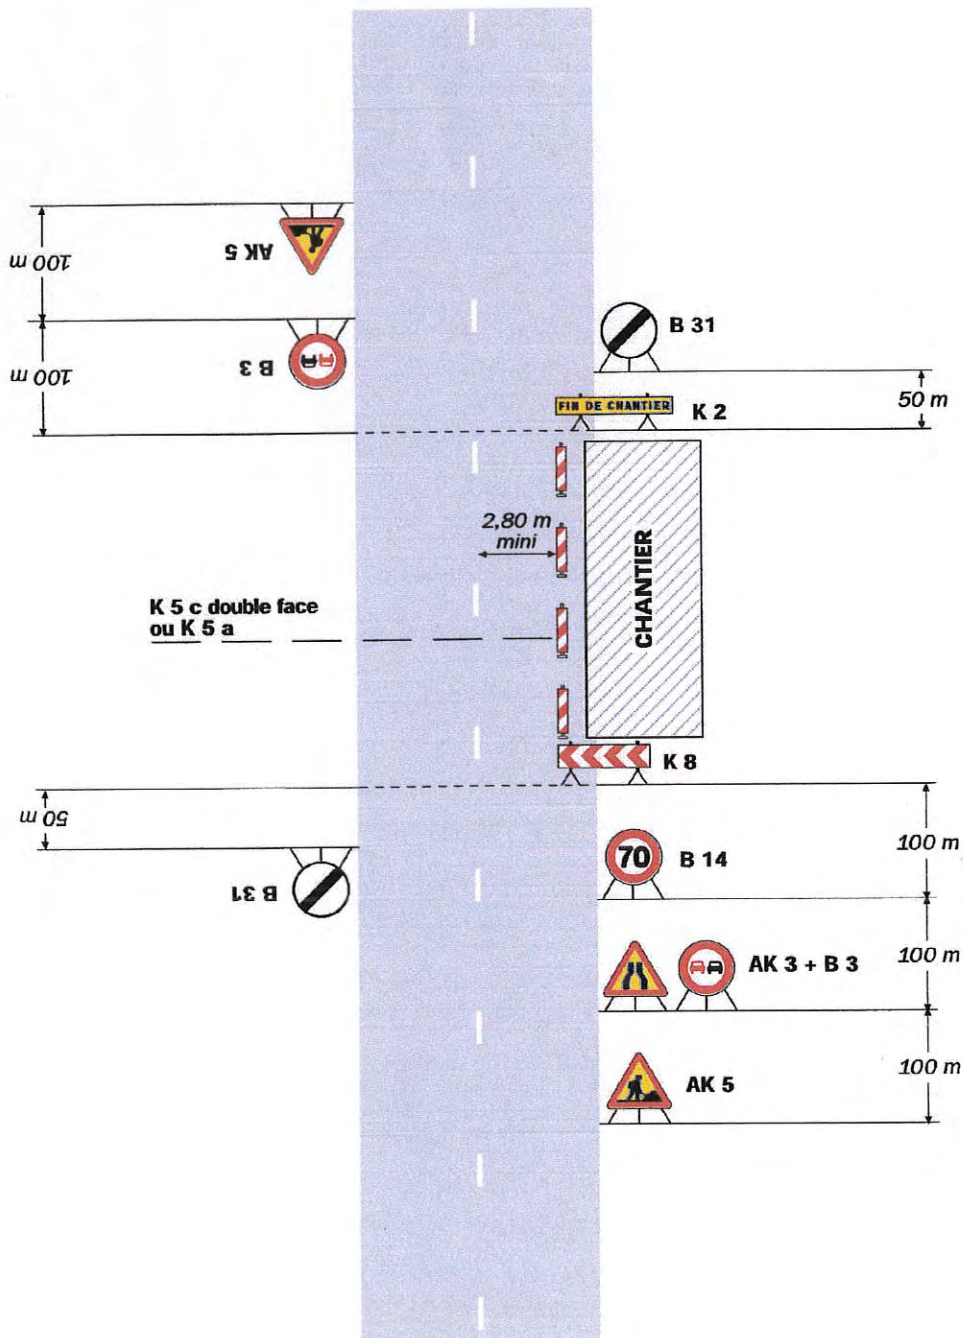 AK 5
100 m
B 3
100 m
B 31
50 m
FIN DE CHANTIER
K 2
2,80 m
mini
CHANTIER
K 5 c double face
ou K 5 a
K 8
50 m
B 31
70
B 14
100 m
AK 3 + B 3
100 m
AK 5
100 m